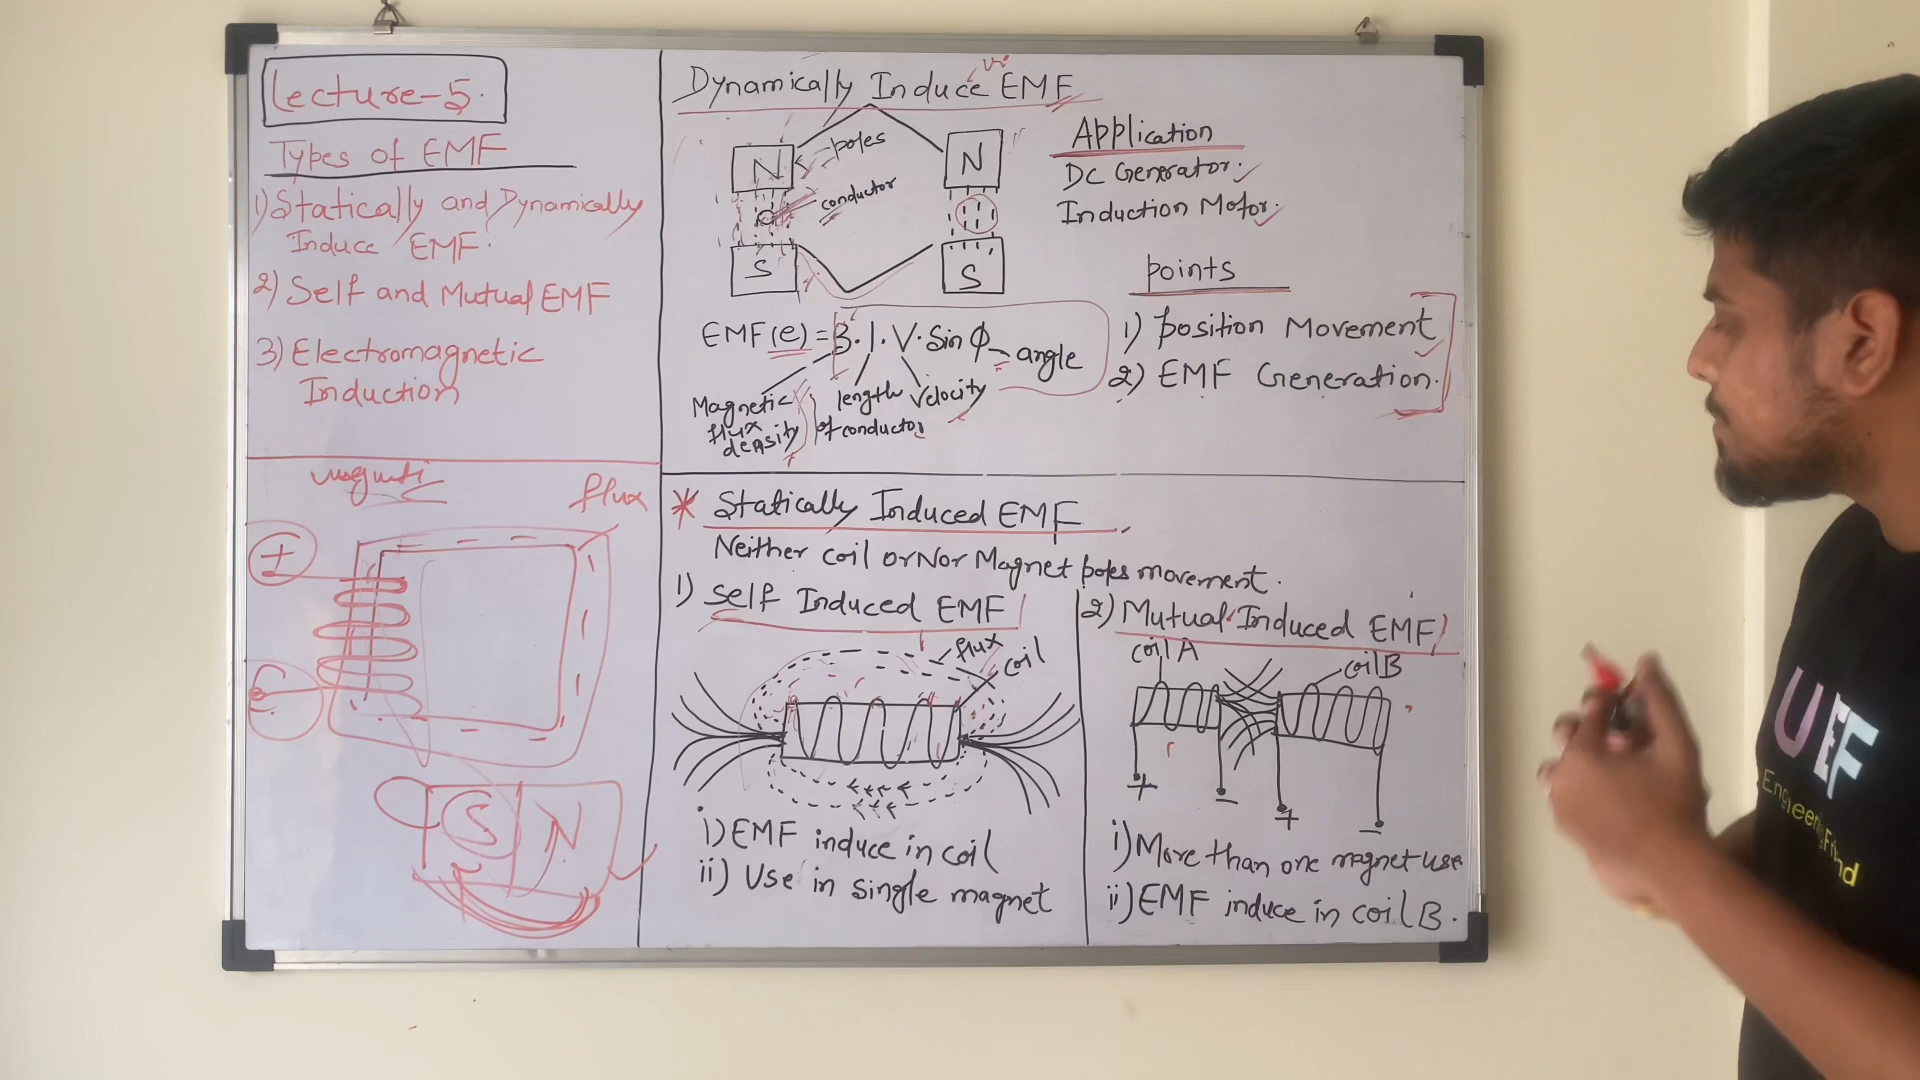 Lecture-5.
Types of EMF
1) Statically and Dynamically
Induce EMF.
2) Self and Mutual EMF
3) Electromagnetic
Induction
flux
I
S
N
Dynamically Induce EMF
N
poles
conductor
S
N
S
Application
DC Generator.
Induction Motor.
EMF(e) = B.l.V.Sin ϕ
angle
Magnetic
flux
density
length
of conductor
Velocity
points
1) position Movement
2) EMF Generation.
* Statically Induced EMF
Neither coil or Nor Magnet poles movement.
1) Self Induced EMF
flux
coil
i) EMF induce in coil
ii) Use in single magnet
2) Mutual Induced EMF
coil A
coil B
+
-
+
-
i) More than one magnet use
ii) EMF induce in coil B.
UEF